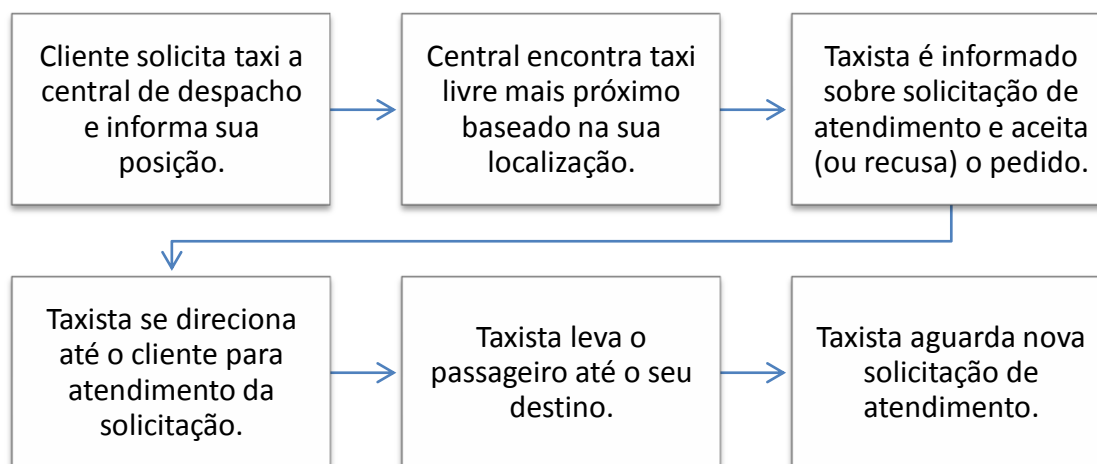 Cliente solicita taxi a
central de despacho
e informa sua
posição.
Central encontra taxi
livre mais próximo
baseado na sua
localização.
Taxista é informado
sobre solicitação de
atendimento e aceita
(ou recusa) o pedido.
Taxista se direciona
até o cliente para
atendimento da
solicitação.
Taxista leva o
passageiro até o seu
destino.
Taxista aguarda nova
solicitação de
atendimento.